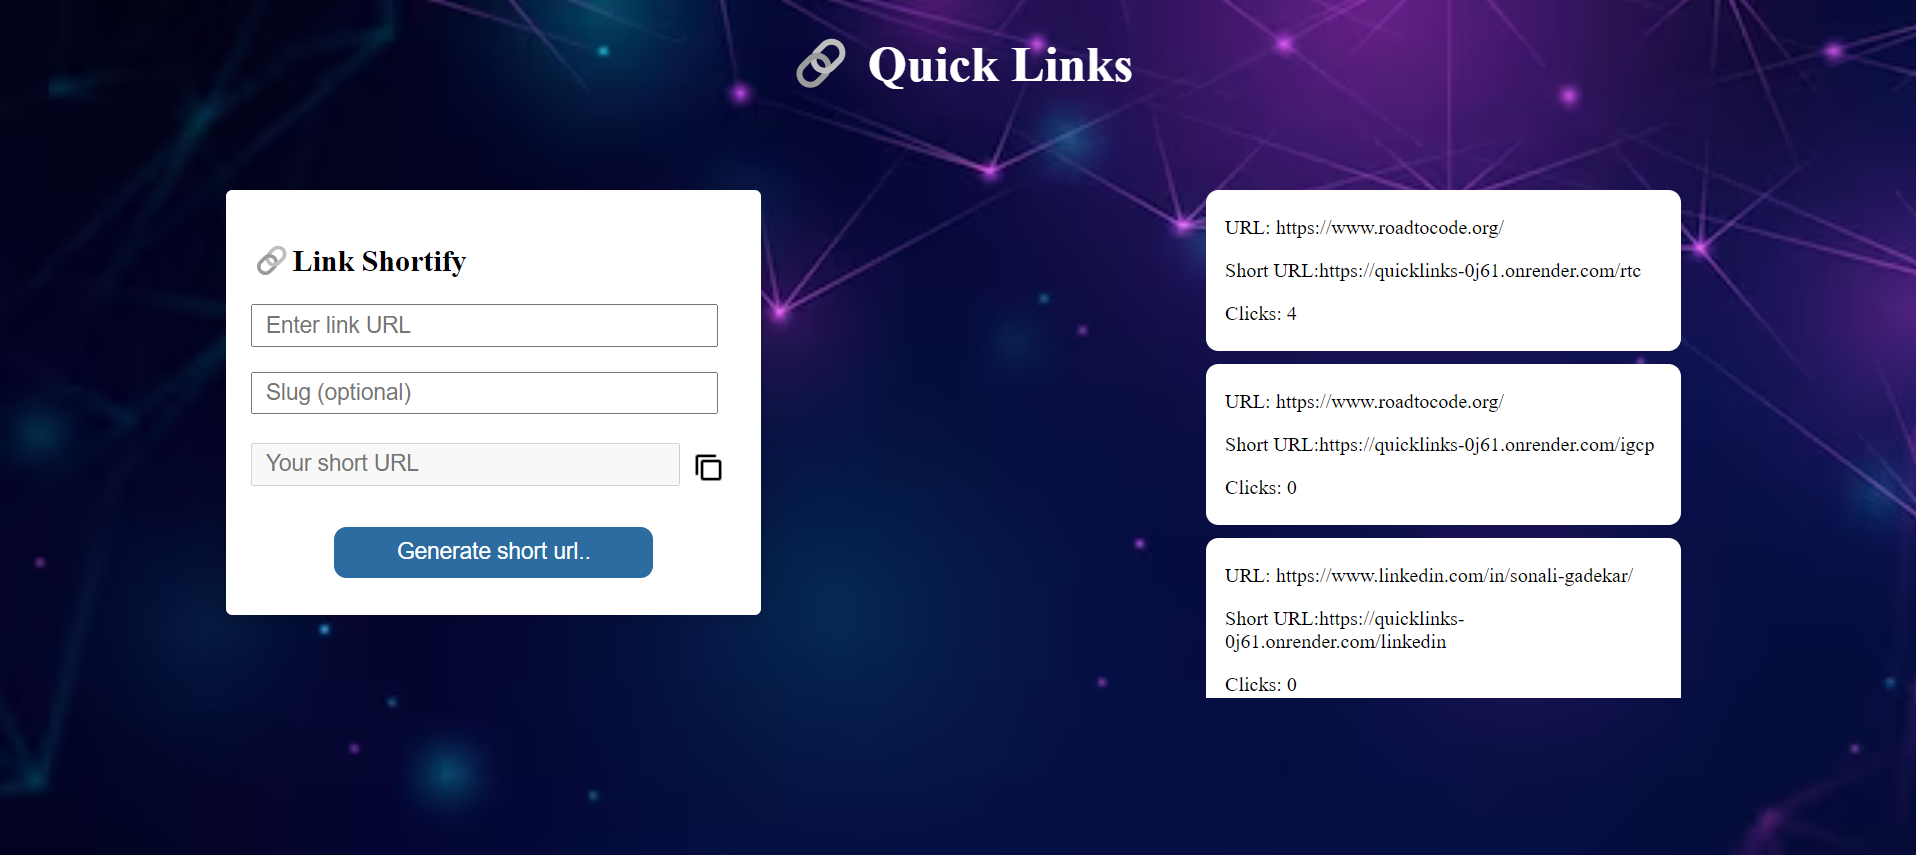 Quick Links
Link Shortify
Enter link URL
Slug (optional)
Your short URL
Generate short url..
URL: https://www.roadtocode.org/
Short URL:https://quicklinks-0j61.onrender.com/rtc
Clicks: 4
URL: https://www.roadtocode.org/
Short URL:https://quicklinks-0j61.onrender.com/igcp
Clicks: 0
URL: https://www.linkedin.com/in/sonali-gadekar/
Short URL:https://quicklinks-
0j61.onrender.com/linkedin
Clicks: 0